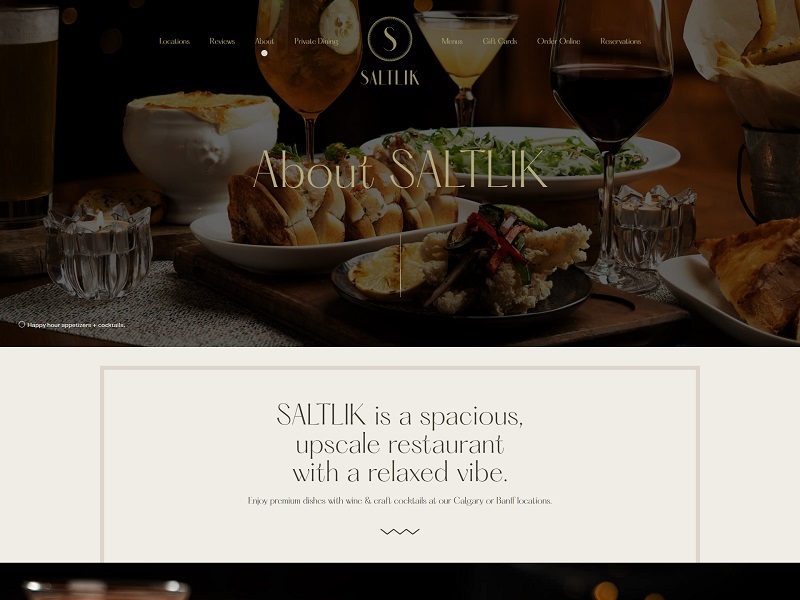 Locations Reviews About Private Dining
S
SALTLIK
Menus Gift Cards Order Online Reservations
About SALTLIK
Happy hour appetizers + cocktails.
SALTLIK is a spacious,
upscale restaurant
with a relaxed vibe.
Enjoy premium dishes with wine & craft cocktails at our Calgary or Banff locations.